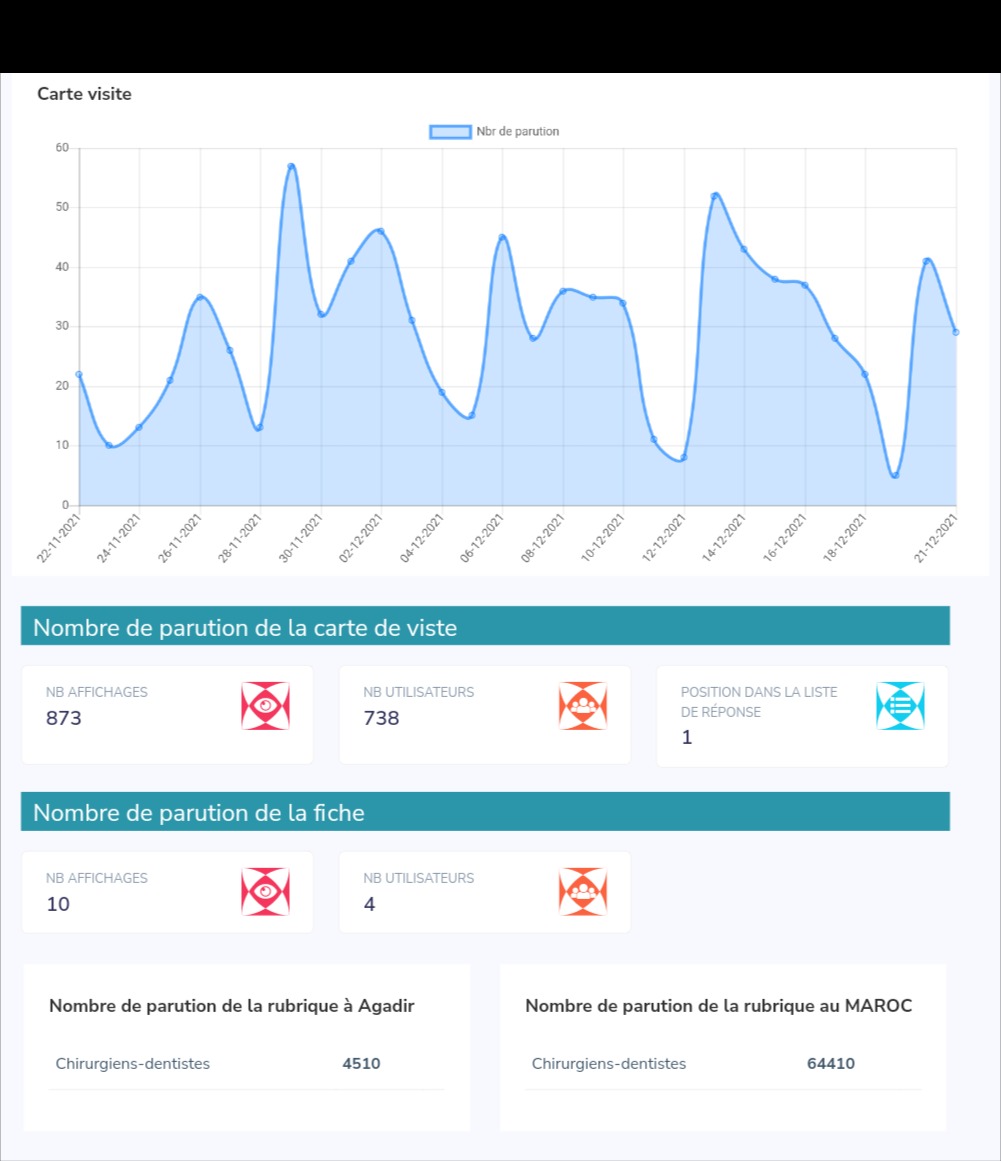 Carte visite
Nbr de parution
60
50
40
30
20
10
0
22-11-2021
24-11-2021
26-11-2021
28-11-2021
30-11-2021
02-12-2021
04-12-2021
06-12-2021
08-12-2021
10-12-2021
12-12-2021
14-12-2021
16-12-2021
18-12-2021
21-12-2021
Nombre de parution de la carte de viste
NB AFFICHAGES
873
NB UTILISATEURS
738
POSITION DANS LA LISTE
DE RÉPONSE
1
Nombre de parution de la fiche
NB AFFICHAGES
10
NB UTILISATEURS
4
Nombre de parution de la rubrique à Agadir
Chirurgiens-dentistes 4510
Nombre de parution de la rubrique au MAROC
Chirurgiens-dentistes 64410